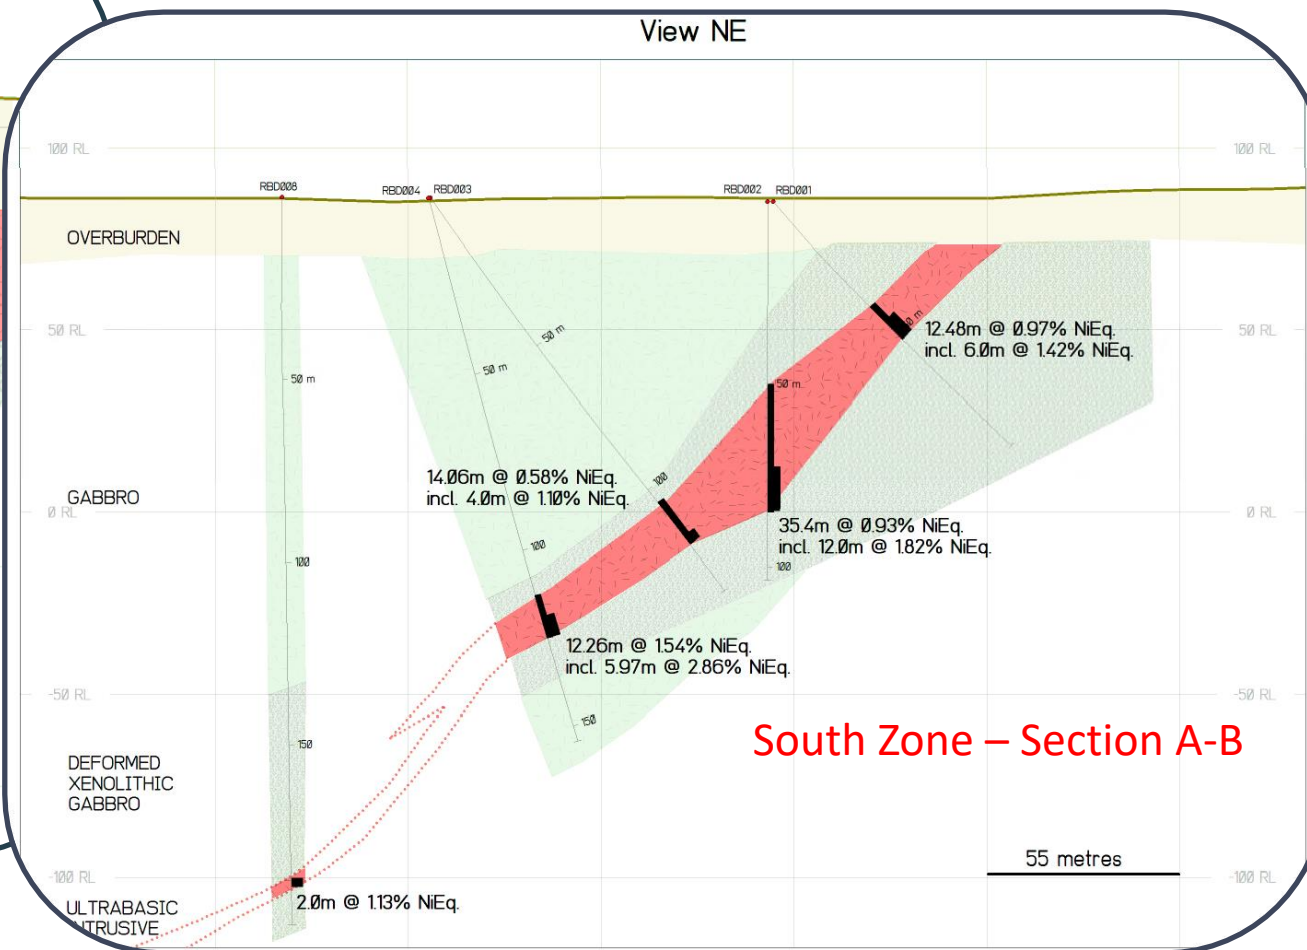 View NE
100 RL
100 RL
RBD008
RBD004
RBD003
RBD002
RBD001
OVERBURDEN
50 RL
50 RL
50 m
50 m
50 m
50 m
12.48m @ 0.97% NiEq.
incl. 6.0m @ 1.42% NiEq.
14.06m @ 0.58% NiEq.
incl. 4.0m @ 1.10% NiEq.
100
GABBRO
0 RL
0 RL
35.4m @ 0.93% NiEq.
incl. 12.0m @ 1.82% NiEq.
100
100
100
12.26m @ 1.54% NiEq.
incl. 5.97m @ 2.86% NiEq.
-50 RL
-50 RL
150
150
South Zone – Section A-B
DEFORMED
XENOLITHIC
GABBRO
55 metres
-100 RL
-100 RL
2.0m @ 1.13% NiEq.
ULTRABASIC
NTRUSIVE